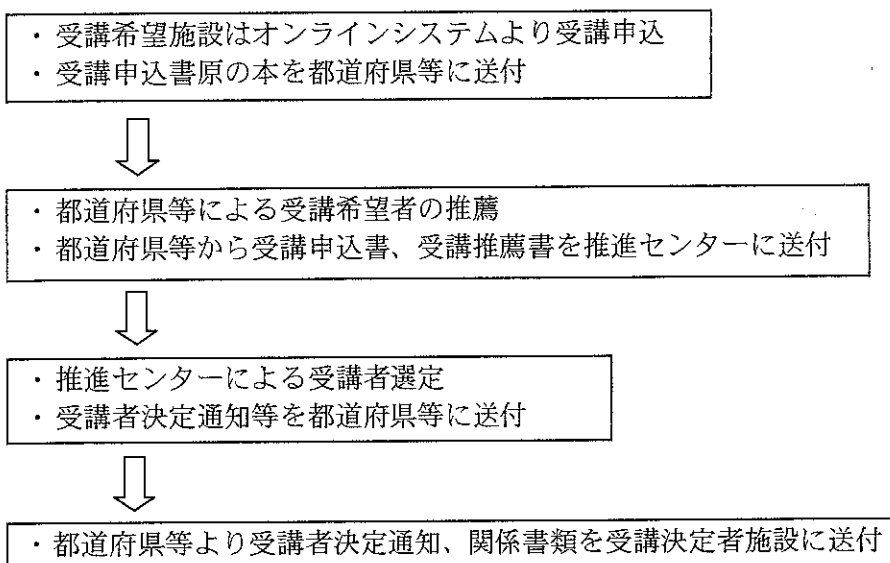 ・受講希望施設はオンラインシステムより受講申込
・受講申込書原の本を都道府県等に送付
・都道府県等による受講希望者の推薦
・都道府県等から受講申込書、受講推薦書を推進センターに送付
・推進センターによる受講者選定
・受講者決定通知等を都道府県等に送付
・都道府県等より受講者決定通知、関係書類を受講決定者施設に送付